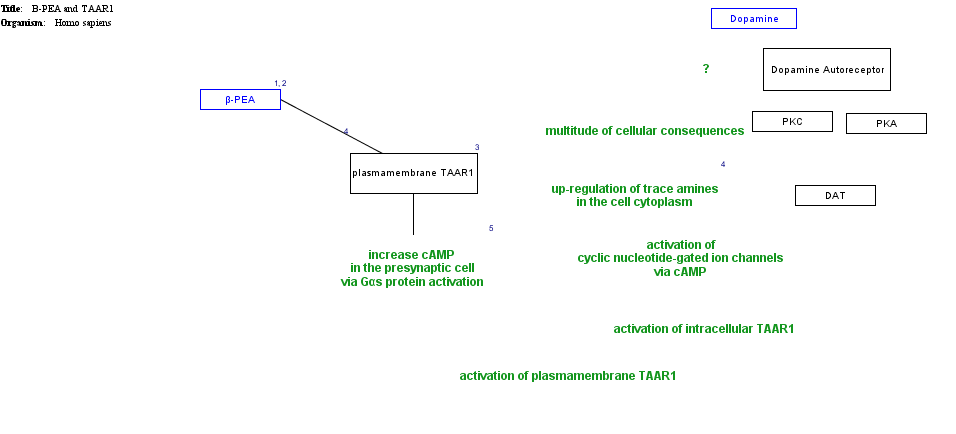 Title: B-PEA and TAAR1
Organism: Homo sapiens
Dopamine
?
Dopamine Autoreceptor
1, 2
β-PEA
PKC
PKA
multitude of cellular consequences
4
3
plasmamembrane TAAR1
4
up-regulation of trace amines
in the cell cytoplasm
DAT
5
increase cAMP
in the presynaptic cell
via Gαs protein activation
activation of
cyclic nucleotide-gated ion channels
via cAMP
activation of intracellular TAAR1
activation of plasmamembrane TAAR1